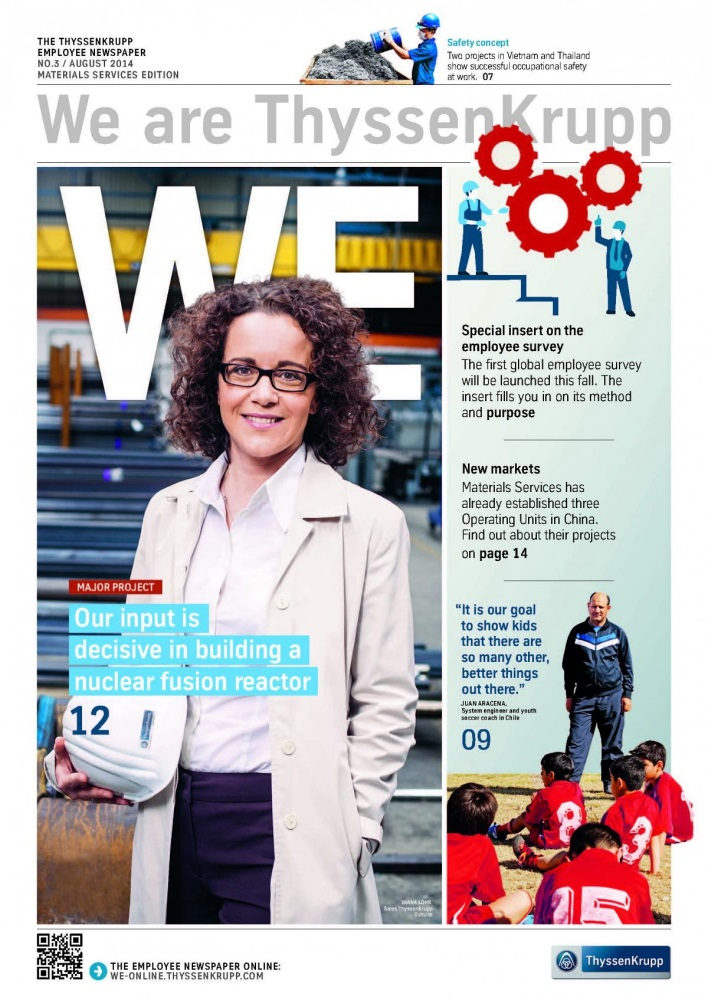 THE THYSSENKRUPP
EMPLOYEE NEWSPAPER
NO.3 / AUGUST 2014
MATERIALS SERVICES EDITION
Safety concept
Two projects in Vietnam and Thailand
show successful occupational safety
at work. 07
We are ThyssenKrupp
WE
Special insert on the
employee survey
The first global employee survey
will be launched this fall. The
insert fills you in on its method
and purpose
New markets
Materials Services has
already established three
Operating Units in China.
Find out about their projects
on page 14
MAJOR PROJECT
Our input is
decisive in building a
nuclear fusion reactor
12
"It is our goal
to show kids
that there are
so many other,
better things
out there."
JUAN ARACENA,
System engineer and youth
soccer coach in Chile
09
8
3
15
THE EMPLOYEE NEWSPAPER ONLINE:
WE-ONLINE.THYSSENKRUPP.COM
ThyssenKrupp